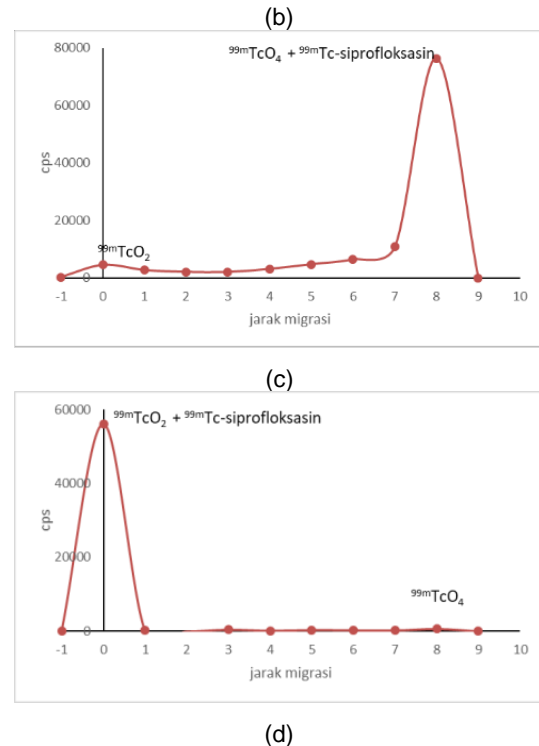 (b)
80000
60000
40000
20000
0
cps
⁹⁹ᵐTcO₄ + ⁹⁹ᵐTc-siprofloksasin
⁹⁹ᵐTcO₂
-1 0 1 2 3 4 5 6 7 8 9 10
jarak migrasi
(c)
60000
40000
20000
0
cps
⁹⁹ᵐTcO₂ + ⁹⁹ᵐTc-siprofloksasin
⁹⁹ᵐTcO₄
-1 0 1 2 3 4 5 6 7 8 9 10
jarak migrasi
(d)